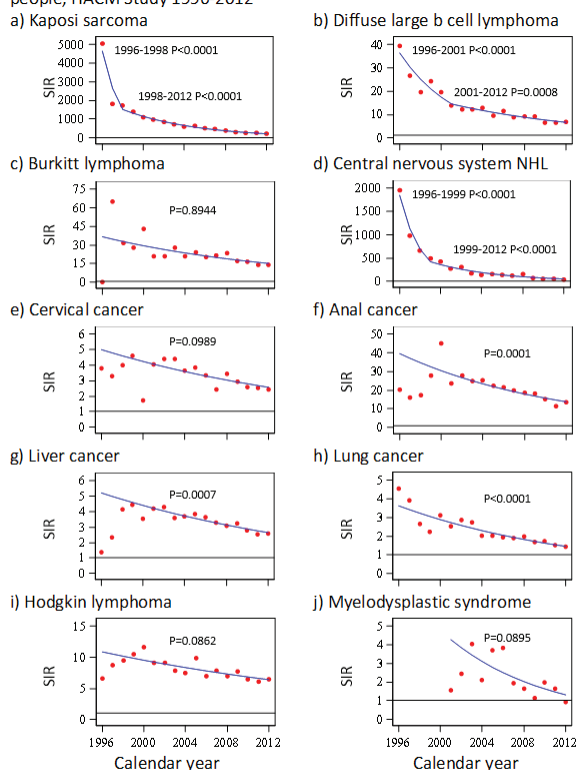 people, HACM Study 1996-2012
a) Kaposi sarcoma
b) Diffuse large b cell lymphoma
5000
4000
3000
2000
1000
0
SIR
1996-1998 P<0.0001
1998-2012 P<0.0001
40
30
20
10
0
SIR
1996-2001 P<0.0001
2001-2012 P=0.0008
c) Burkitt lymphoma
d) Central nervous system NHL
75
60
45
30
15
0
SIR
P=0.8944
2000
1500
1000
500
0
SIR
1996-1999 P<0.0001
1999-2012 P<0.0001
e) Cervical cancer
f) Anal cancer
6
5
4
3
2
1
0
SIR
P=0.0989
50
40
30
20
10
0
SIR
P=0.0001
g) Liver cancer
h) Lung cancer
6
5
4
3
2
1
0
SIR
P=0.0007
5
4
3
2
1
0
SIR
P<0.0001
i) Hodgkin lymphoma
j) Myelodysplastic syndrome
15
10
5
0
SIR
P=0.0862
1996 2000 2004 2008 2012
Calendar year
5
4
3
2
1
0
SIR
P=0.0895
1996 2000 2004 2008 2012
Calendar year